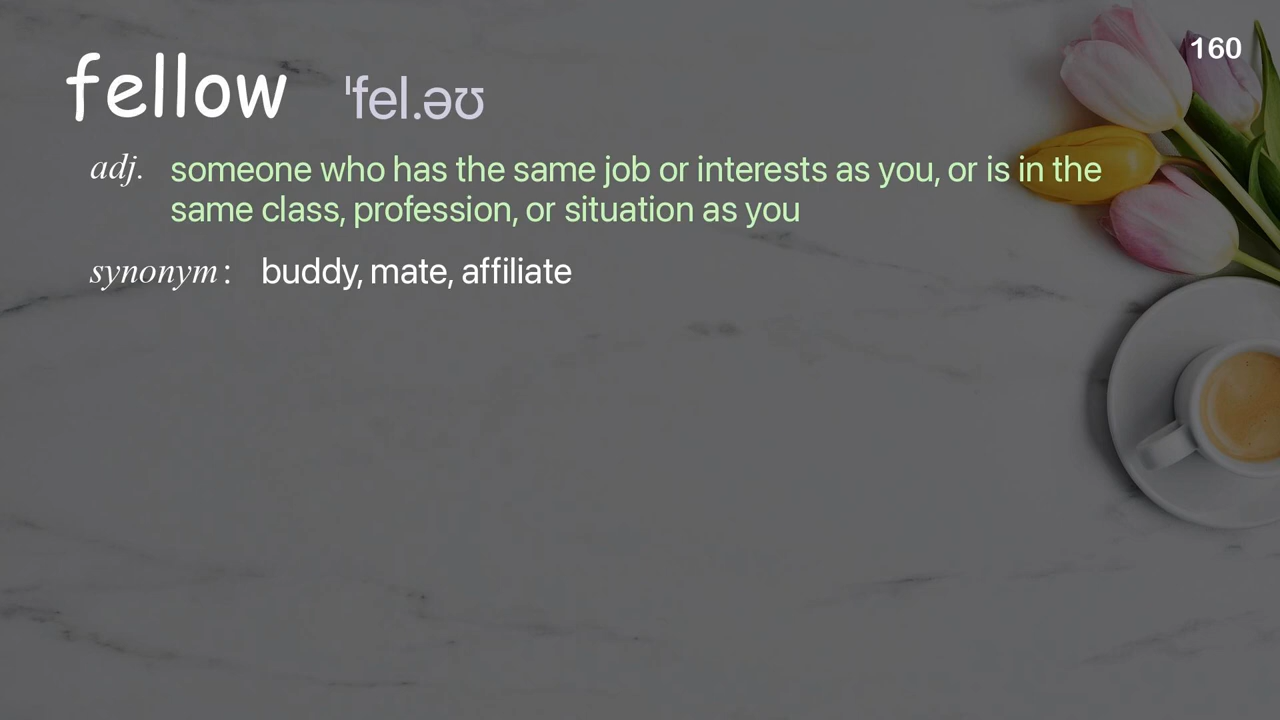 160
fellow ˈfel.əʊ
adj. someone who has the same job or interests as you, or is in the
same class, profession, or situation as you
synonym : buddy, mate, affiliate